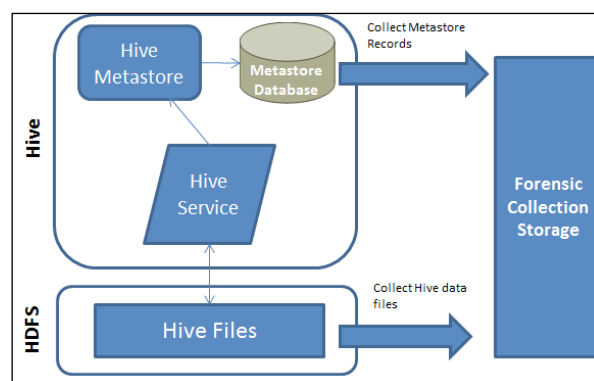 Hive
Hive
Metastore
Metastore
Database
Collect Metastore
Records
Hive
Service
Forensic
Collection
Storage
HDFS
Hive Files
Collect Hive data
files